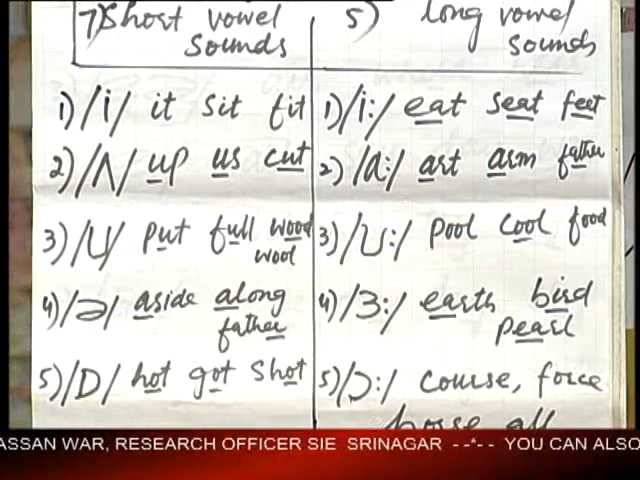 7) Short vowel sounds
5) long vowel sounds
1) /i/ it sit fit
1) /i:/ eat seat feet
2) /ʌ/ up us cut
2) /ɑ:/ art arm father
3) /U/ put full wood
wool
3) /U:/ pool cool food
4) /ə/ aside along
father
4) /ɜ:/ earth bird
pearl
5) /ɒ/ hot got shot
5) /ɔ:/ course, force
horse all
ASSAN WAR, RESEARCH OFFICER SIE SRINAGAR - -*- - YOU CAN ALSO